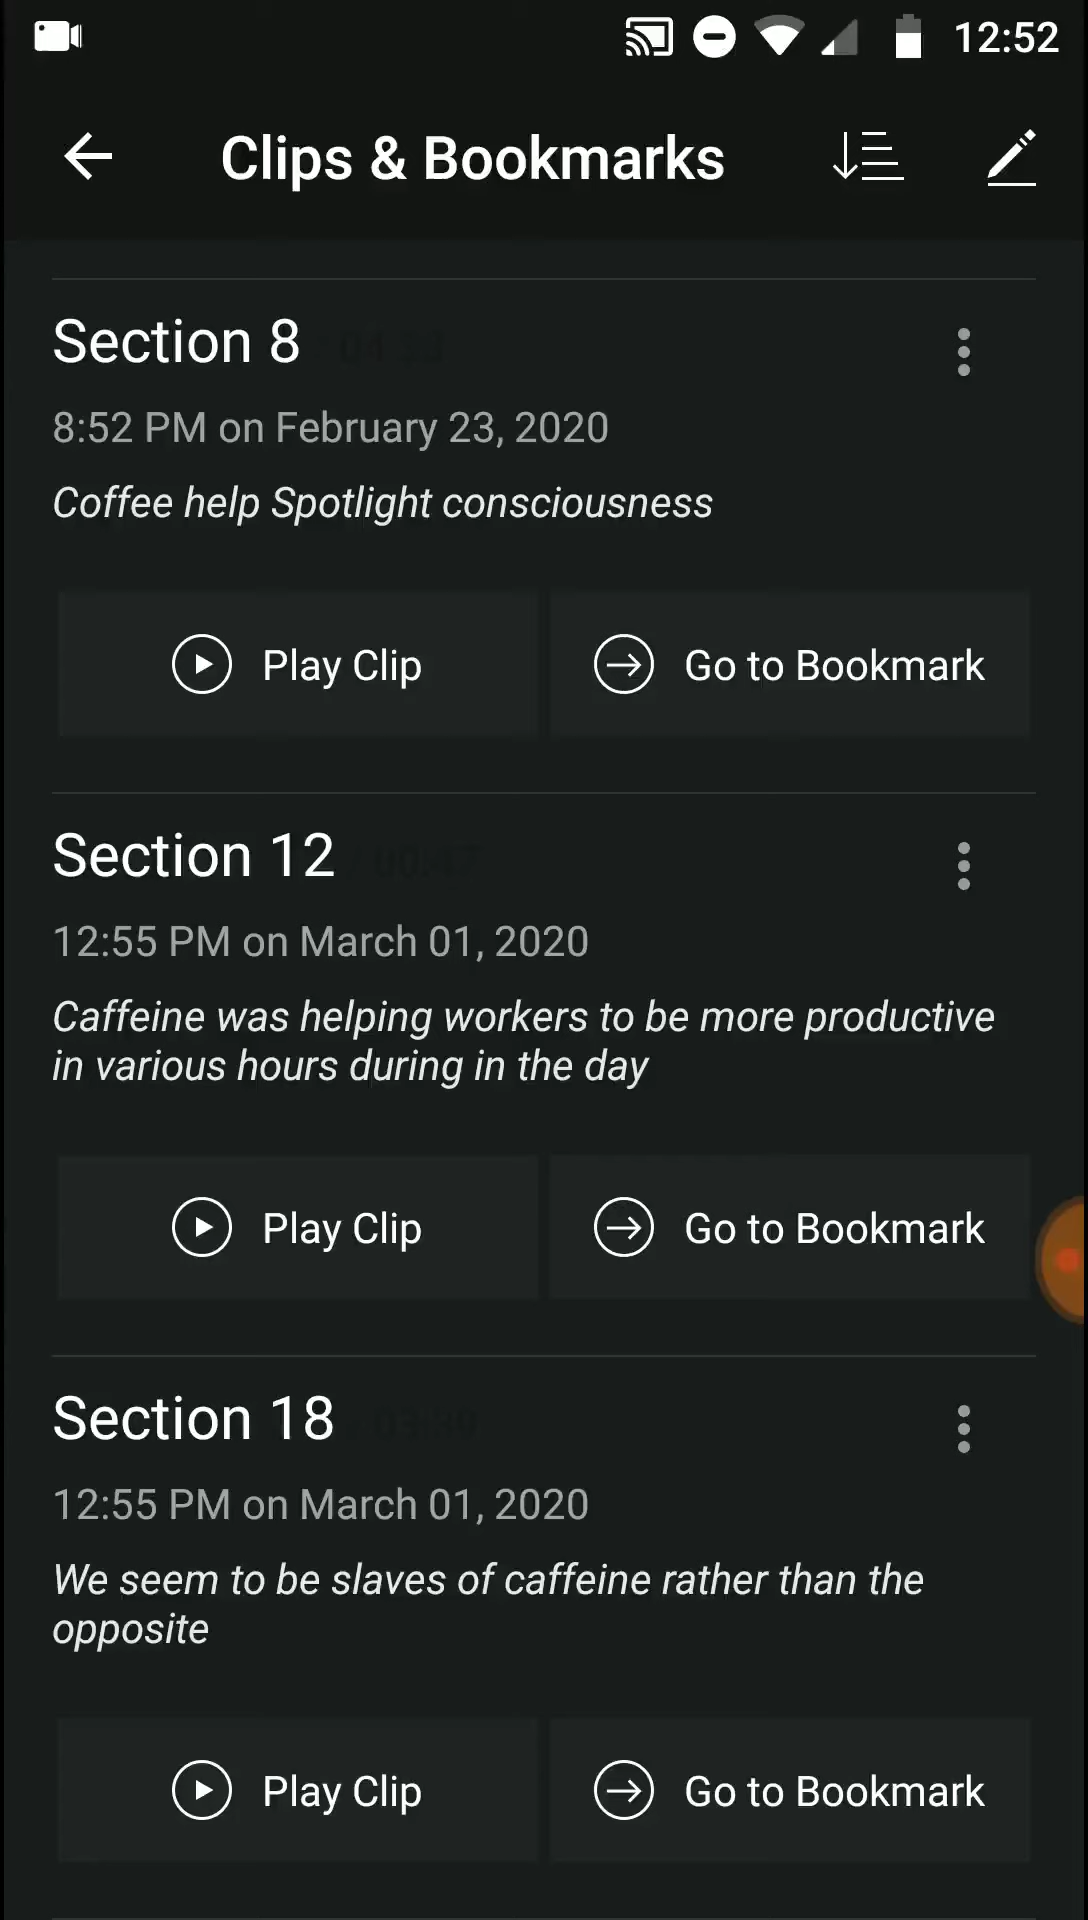 12:52
Clips & Bookmarks
Section 8
8:52 PM on February 23, 2020
Coffee help Spotlight consciousness
Play Clip
Go to Bookmark
Section 12
12:55 PM on March 01, 2020
Caffeine was helping workers to be more productive
in various hours during in the day
Play Clip
Go to Bookmark
Section 18
12:55 PM on March 01, 2020
We seem to be slaves of caffeine rather than the
opposite
Play Clip
Go to Bookmark